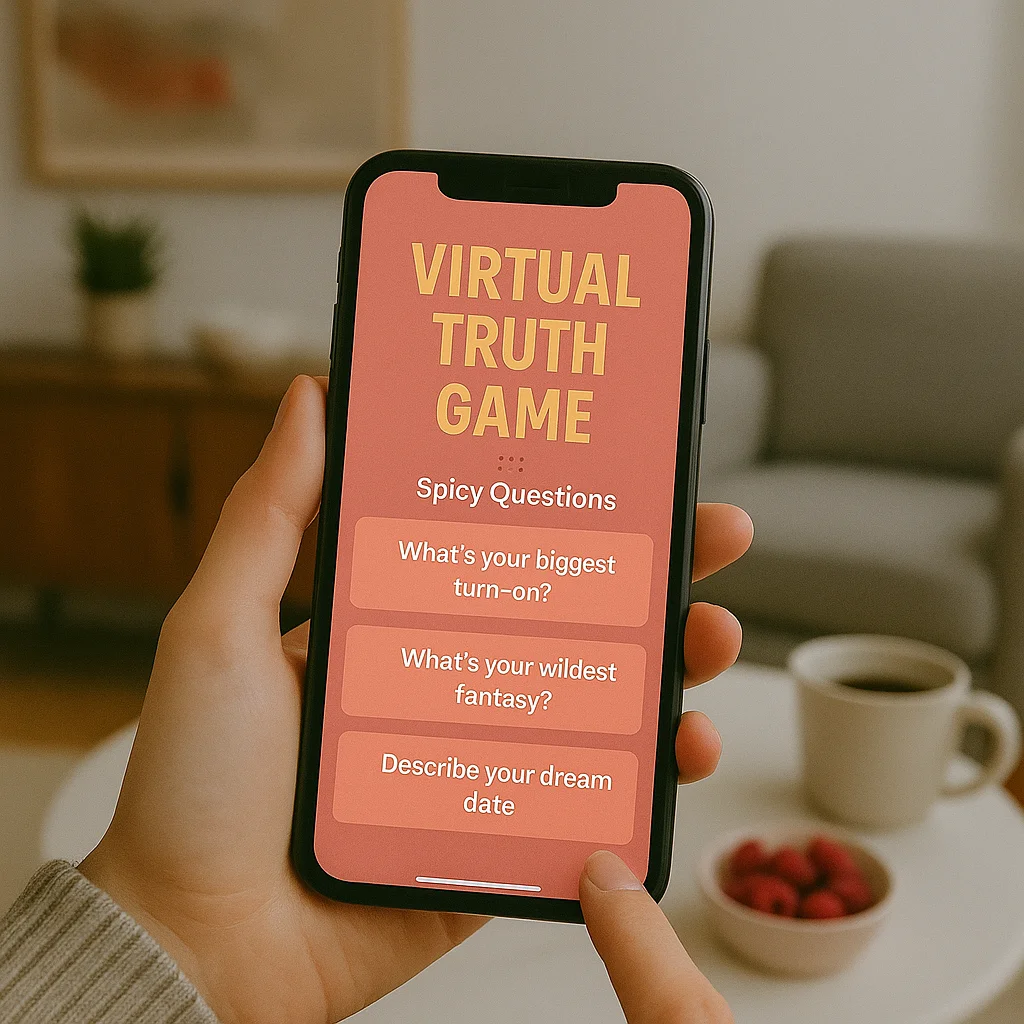 VIRTUAL
TRUTH
GAME
Spicy Questions
What's your biggest
turn-on?
What's your wildest
fantasy?
Describe your dream
date